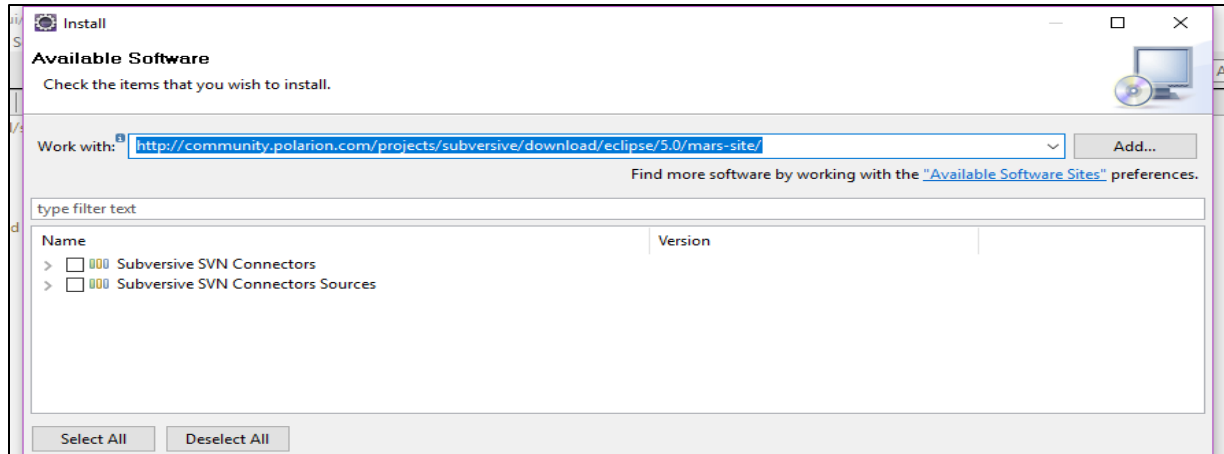 Install
Available Software
Check the items that you wish to install.
Work with: http://community.polarion.com/projects/subversive/download/eclipse/5.0/mars-site/ Add...
Find more software by working with the "Available Software Sites" preferences.
type filter text
Name Version
Subversive SVN Connectors
Subversive SVN Connectors Sources
Select All Deselect All